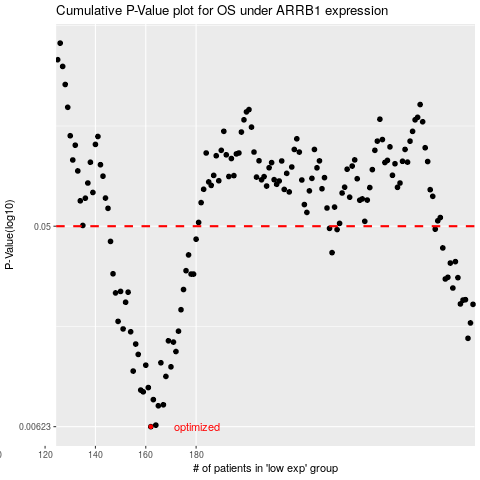 Cumulative P-Value plot for OS under ARRB1 expression
P-Value(log10)
0.05
0.00623
optimized
0
120
140
160
180
# of patients in 'low exp' group